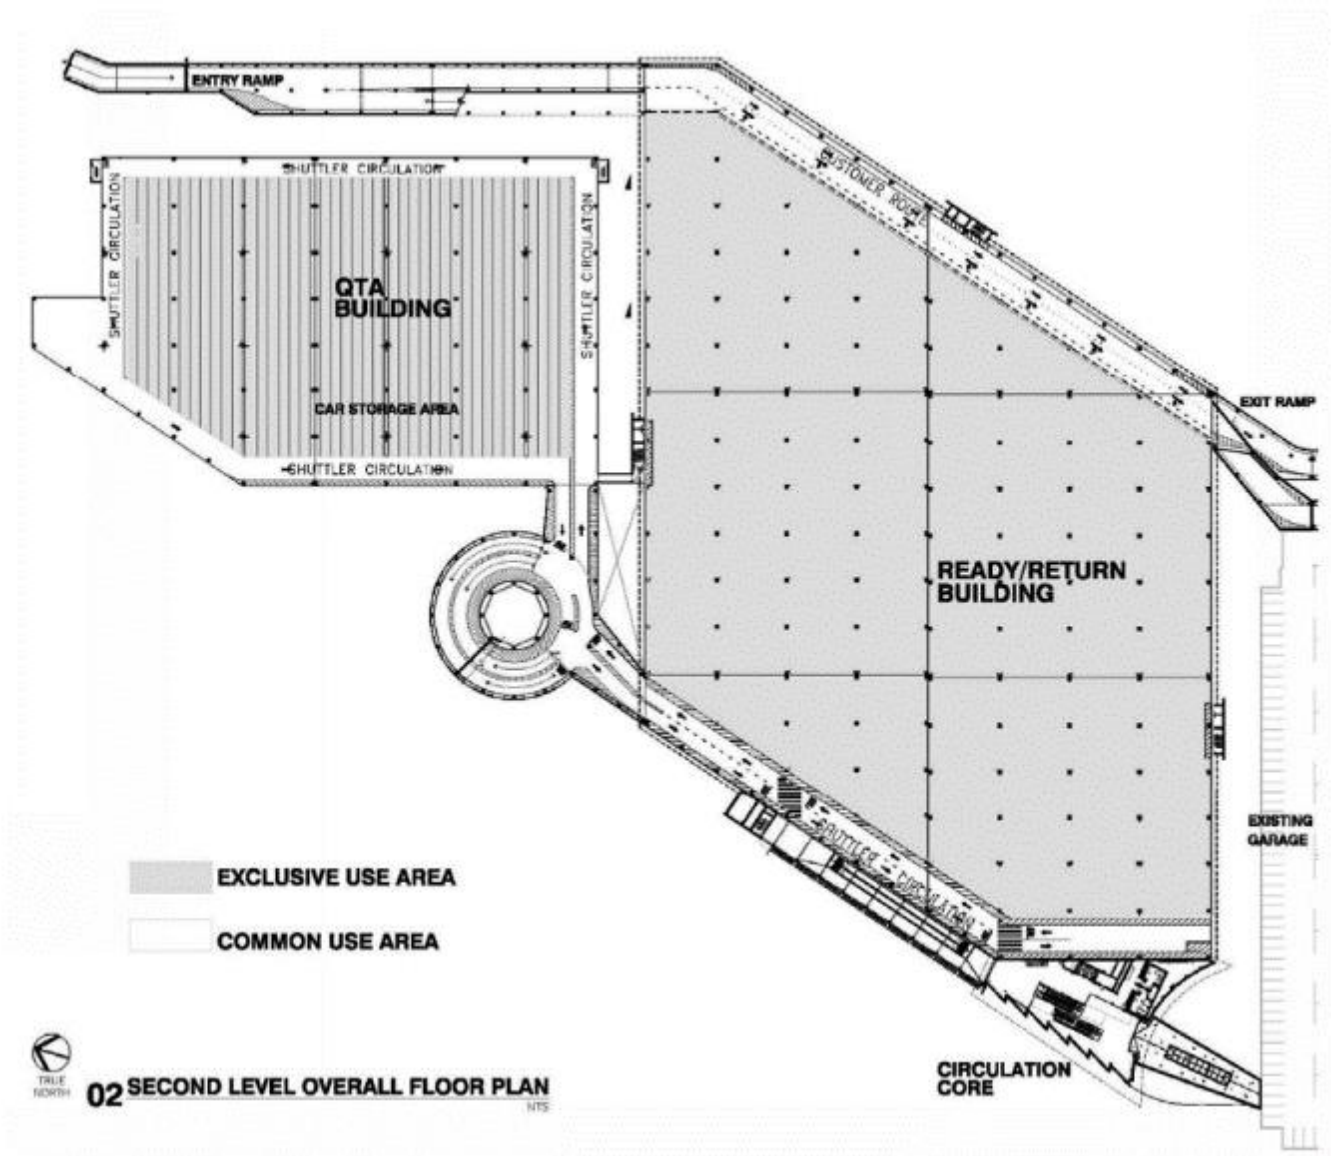 ENTRY RAMP
SHUTTLER CIRCULATION
SHUTTLER CIRCULATION
SHUTTLER CIRCULATION
CUSTOMER ROUTE
QTA
BUILDING
CAR STORAGE AREA
SHUTTLER CIRCULATION
EXIT RAMP
READY/RETURN
BUILDING
SHUTTLER CIRCULATION
EXISTING
GARAGE
EXCLUSIVE USE AREA
COMMON USE AREA
CIRCULATION
CORE
TRUE
NORTH
02 SECOND LEVEL OVERALL FLOOR PLAN
NTS